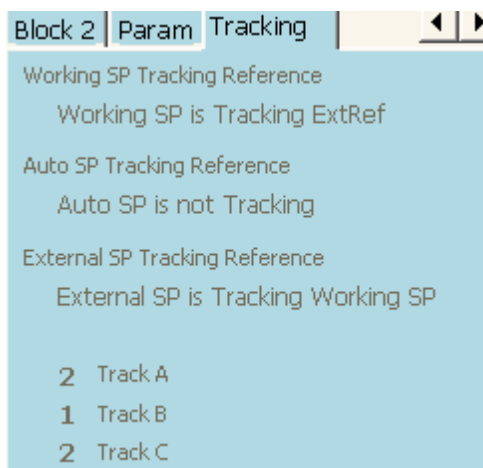 Block 2 Param Tracking
Working SP Tracking Reference
Working SP is Tracking ExtRef
Auto SP Tracking Reference
Auto SP is not Tracking
External SP Tracking Reference
External SP is Tracking Working SP
2 Track A
1 Track B
2 Track C